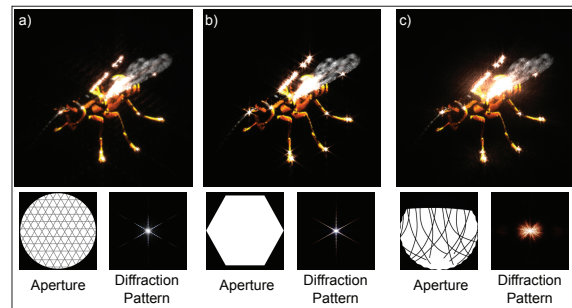 a)
b)
c)
Aperture
Diffraction
Pattern
Aperture
Diffraction
Pattern
Aperture
Diffraction
Pattern